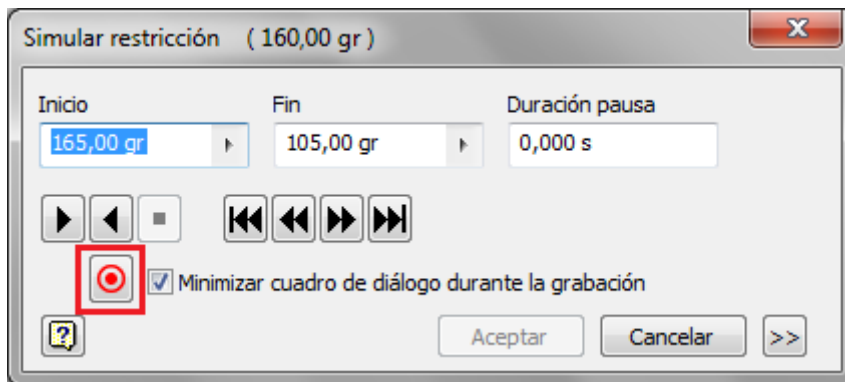 Simular restricción ( 160,00 gr )
Inicio Fin Duración pausa
165,00 gr 105,00 gr 0,000 s
Minimizar cuadro de diálogo durante la grabación
Aceptar Cancelar >>